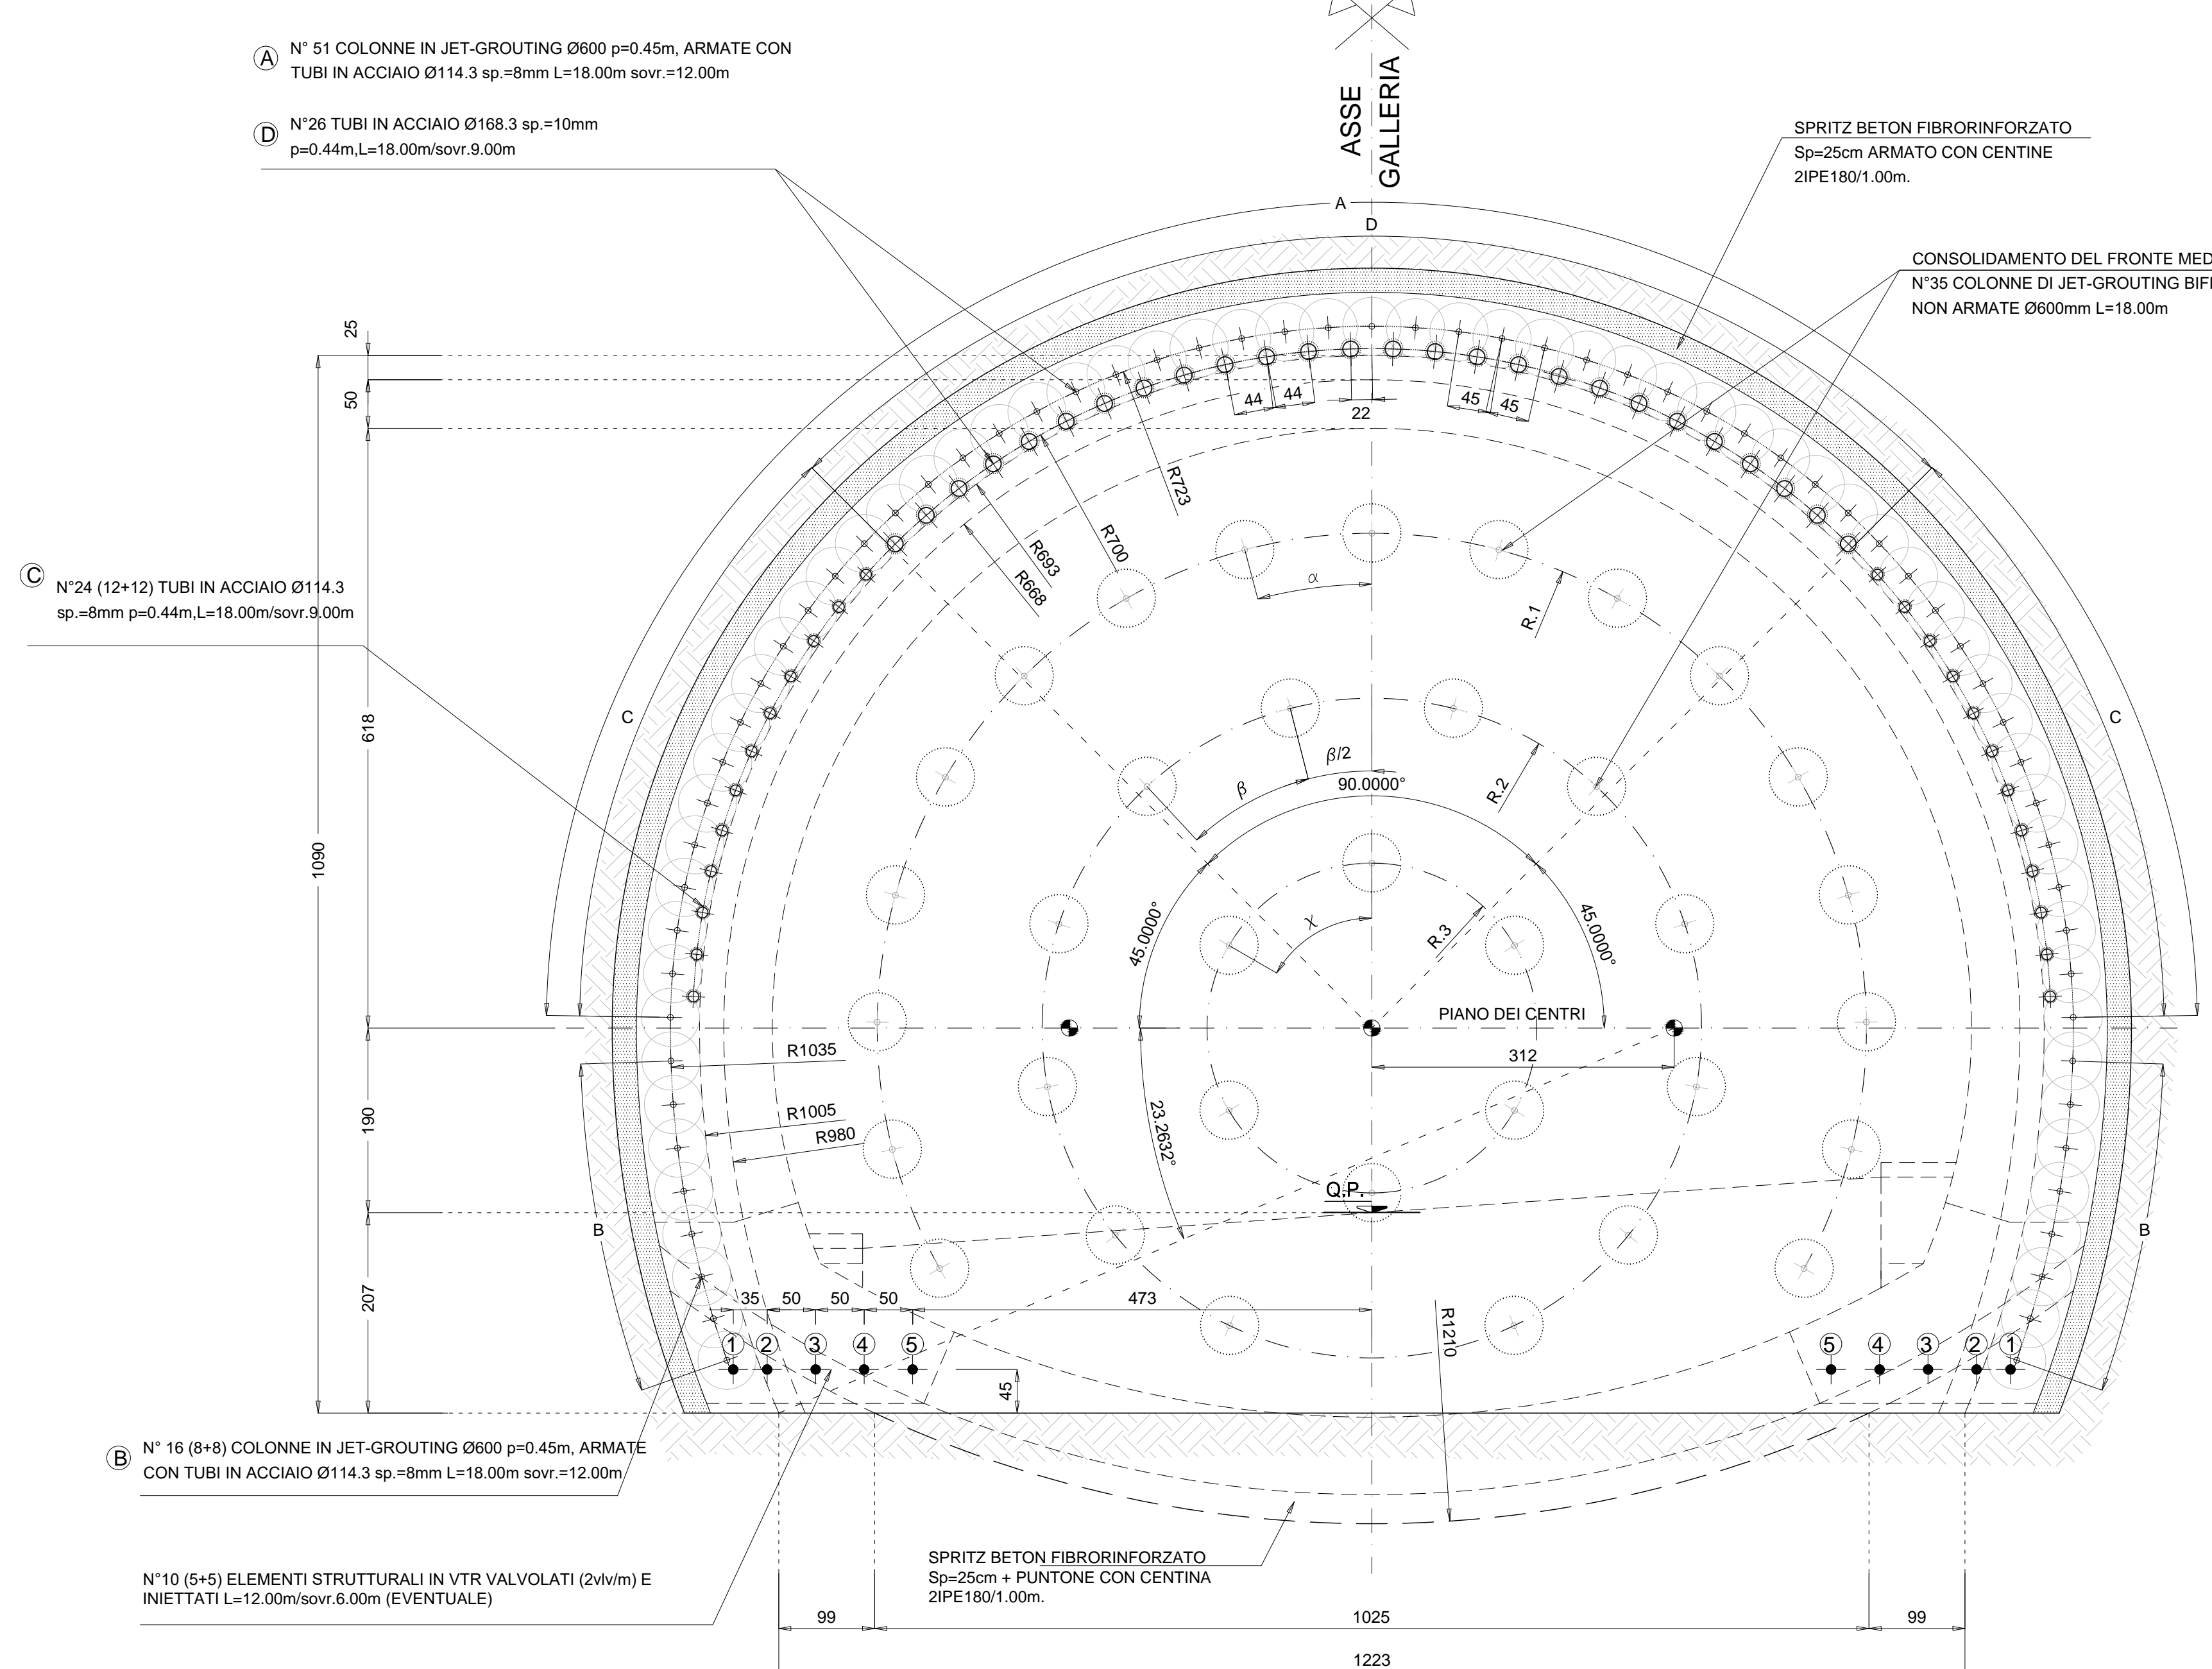 A
N° 51 COLONNE IN JET-GROUTING Ø600 p=0.45m, ARMATE CON
TUBI IN ACCIAIO Ø114.3 sp.=8mm L=18.00m sovr.=12.00m
D
N°26 TUBI IN ACCIAIO Ø168.3 sp.=10mm
p=0.44m,L=18.00m/sovr.9.00m
ASSE
GALLERIA
SPRITZ BETON FIBRORINFORZATO
Sp=25cm ARMATO CON CENTINE
2IPE180/1.00m.
CONSOLIDAMENTO DEL FRONTE MED
N°35 COLONNE DI JET-GROUTING BIF
NON ARMATE Ø600mm L=18.00m
A
D
25
50
44
44
22
45
45
R723
R700
R693
R668
α
R.1
C
N°24 (12+12) TUBI IN ACCIAIO Ø114.3
sp.=8mm p=0.44m,L=18.00m/sovr.9.00m
C
C
618
1090
β/2
β
90.0000°
R.2
χ
R.3
45.0000°
45.0000°
PIANO DEI CENTRI
312
R1035
R1005
R980
190
23.2632°
Q.P.
B
B
207
35
50
50
50
473
R1210
1
2
3
4
5
5
4
3
2
1
45
B
N° 16 (8+8) COLONNE IN JET-GROUTING Ø600 p=0.45m, ARMATE
CON TUBI IN ACCIAIO Ø114.3 sp.=8mm L=18.00m sovr.=12.00m
SPRITZ BETON FIBRORINFORZATO
Sp=25cm + PUNTONE CON CENTINA
2IPE180/1.00m.
N°10 (5+5) ELEMENTI STRUTTURALI IN VTR VALVOLATI (2vlv/m) E
INIETTATI L=12.00m/sovr.6.00m (EVENTUALE)
99
1025
99
1223